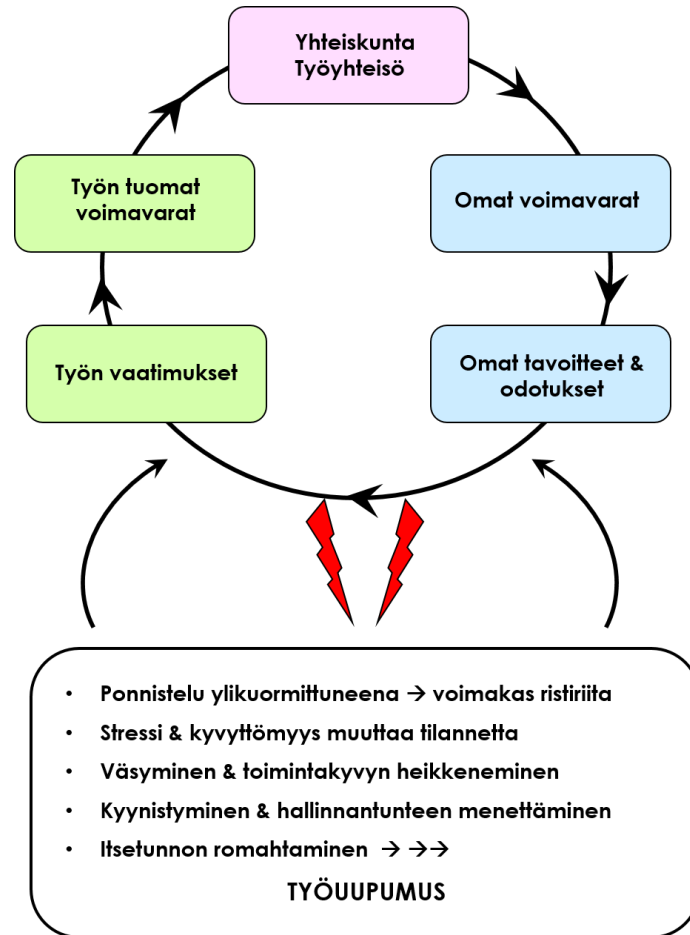 Yhteiskunta
Työyhteisö
Työn tuomat
voimavarat
Omat voimavarat
Työn vaatimukset
Omat tavoitteet &
odotukset
• Ponnistelu ylikuormittuneena → voimakas ristiriita
• Stressi & kyvyttömyys muuttaa tilannetta
• Väsyminen & toimintakyvyn heikkeneminen
• Kyynistyminen & hallinnantunteen menettäminen
• Itsetunnon romahtaminen → →→
TYÖUUPUMUS